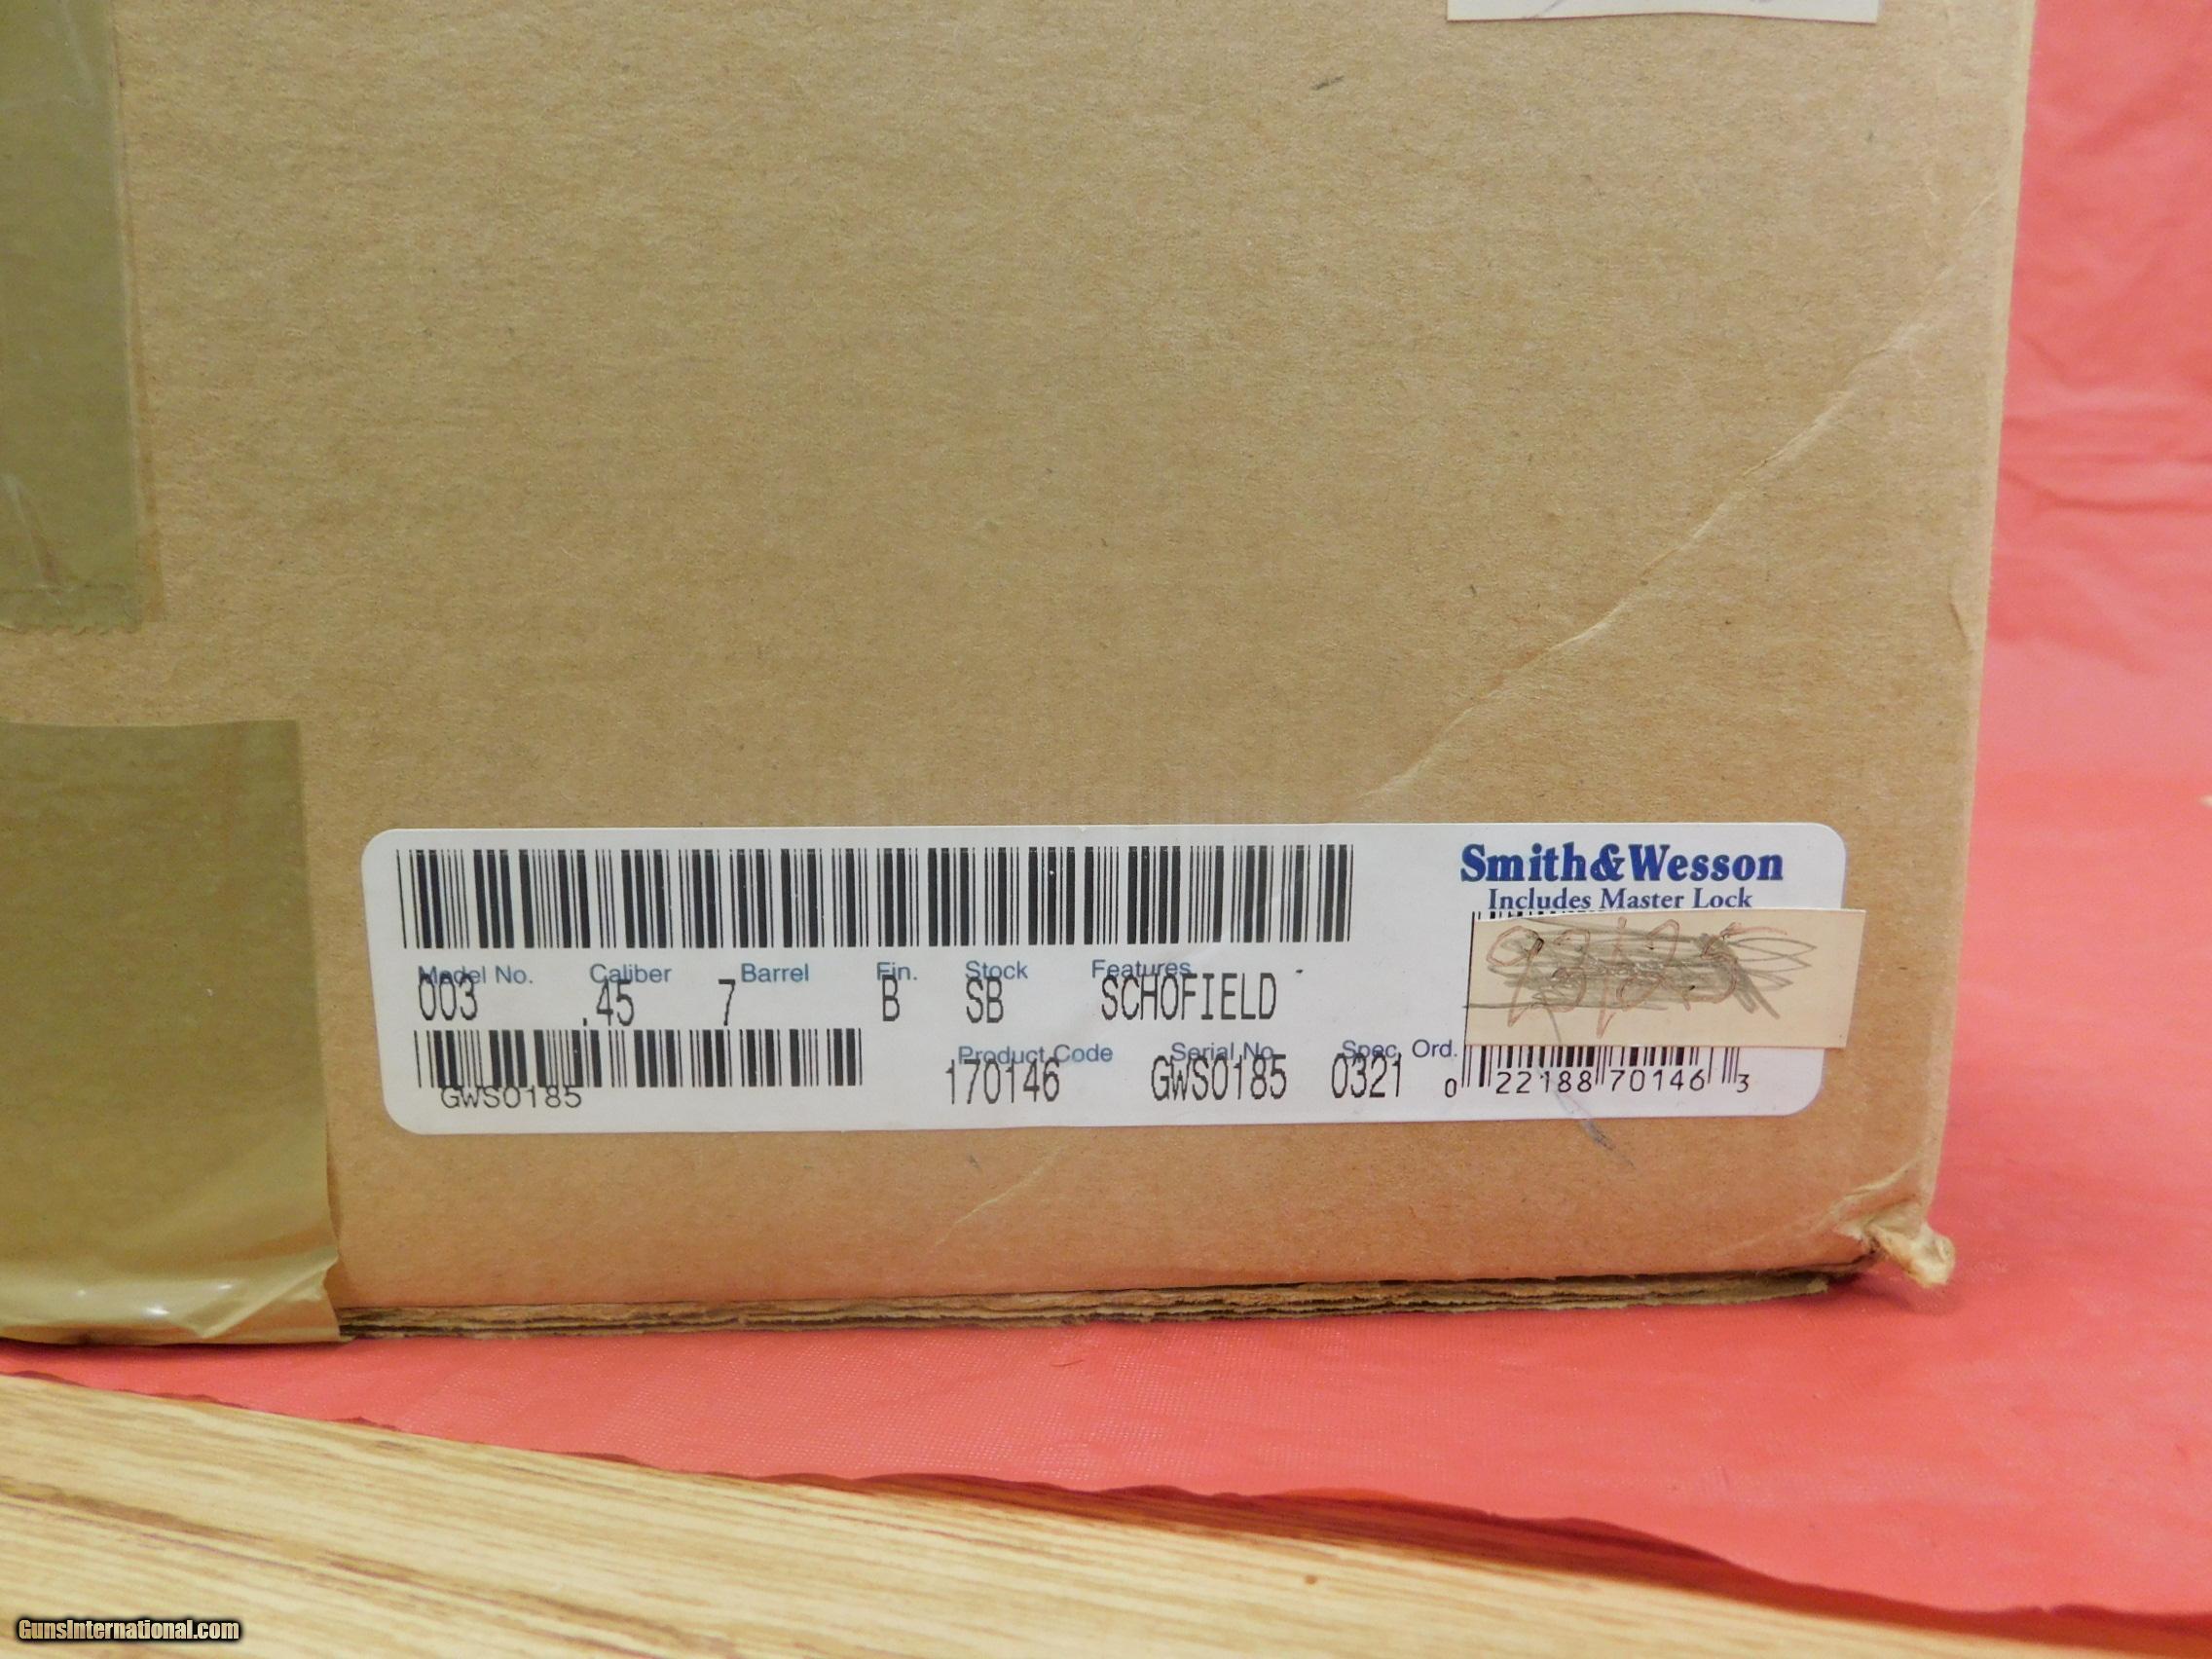 Smith&Wesson
Includes Master Lock
Model No. Caliber Barrel Fin. Stock Features
003 .45 7 B SB SCHOFIELD
Product Code Serial No. Spec. Ord.
GWS0185 170146 GWS0185 0321 0 22188 70146 3
GunsInternational.com